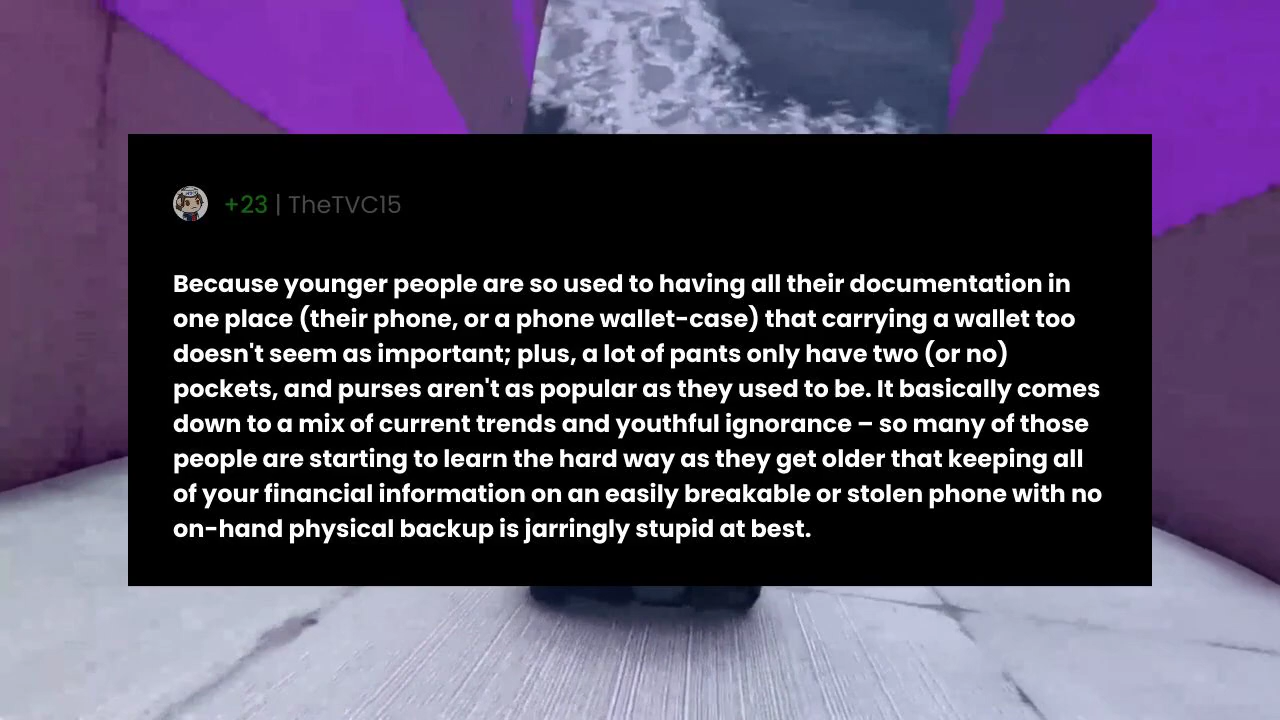 +23 | TheTVC15
Because younger people are so used to having all their documentation in
one place (their phone, or a phone wallet-case) that carrying a wallet too
doesn't seem as important; plus, a lot of pants only have two (or no)
pockets, and purses aren't as popular as they used to be. It basically comes
down to a mix of current trends and youthful ignorance – so many of those
people are starting to learn the hard way as they get older that keeping all
of your financial information on an easily breakable or stolen phone with no
on-hand physical backup is jarringly stupid at best.